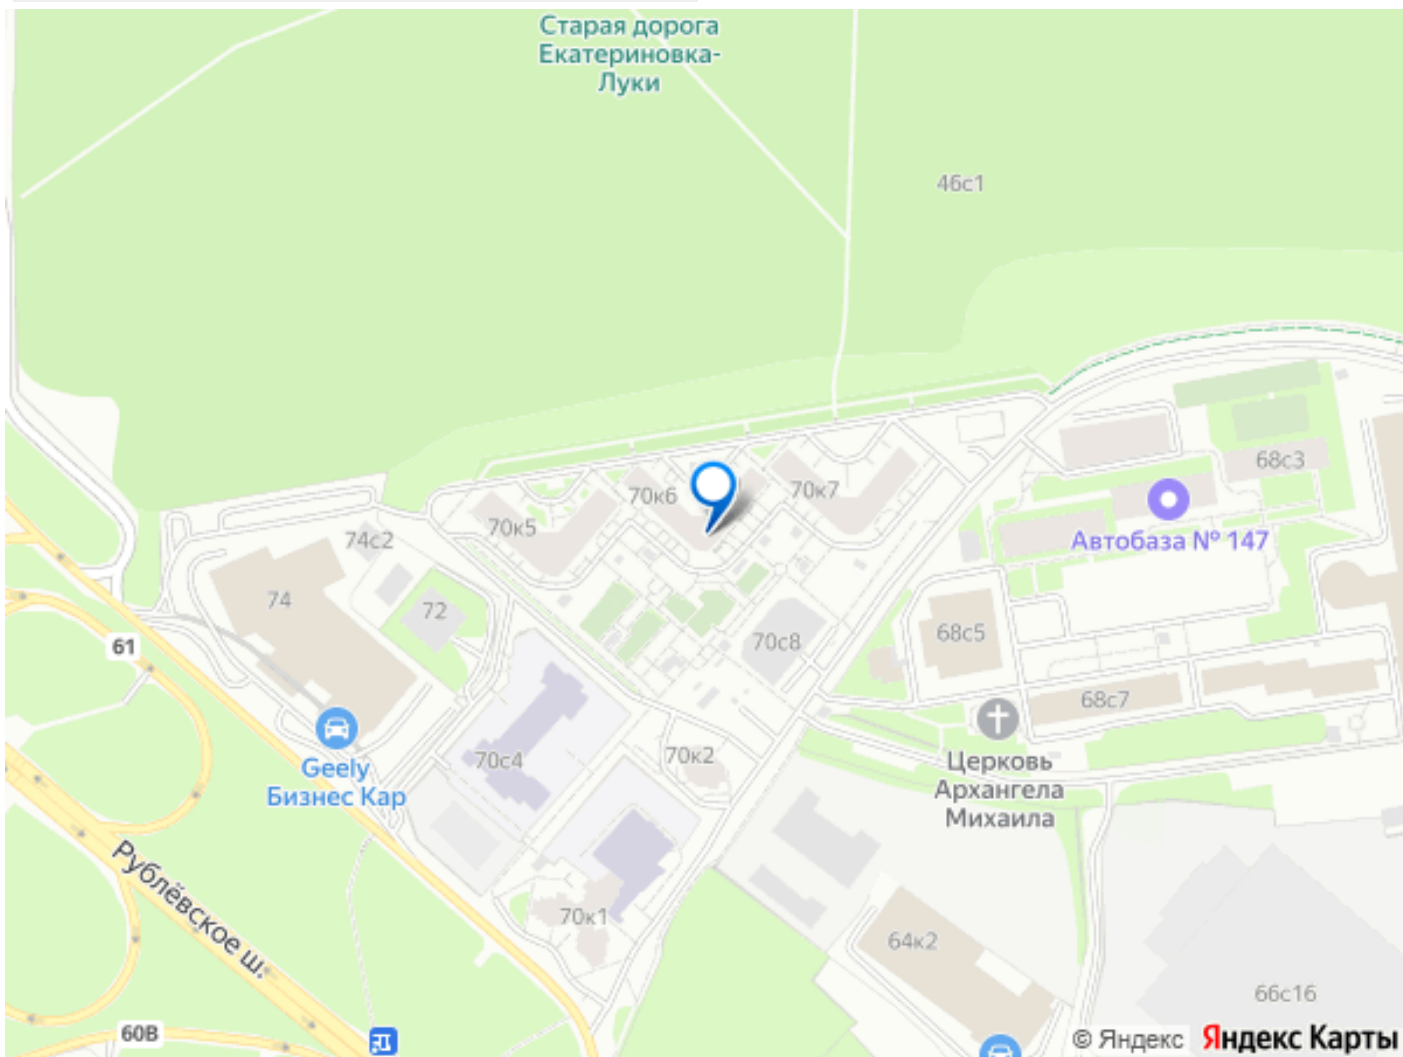 Старая дорога
Екатериновка-
Луки
46с1
68с3
70к6
70к7
70к5
Автобаза № 147
74с2
74
72
61
70с8
68с5
68с7
70с4
70к2
Geely
Бизнес Кар
Церковь
Архангела
Михаила
Рублёвское ш.
70к1
64к2
66с16
60В
© Яндекс Яндекс Карты